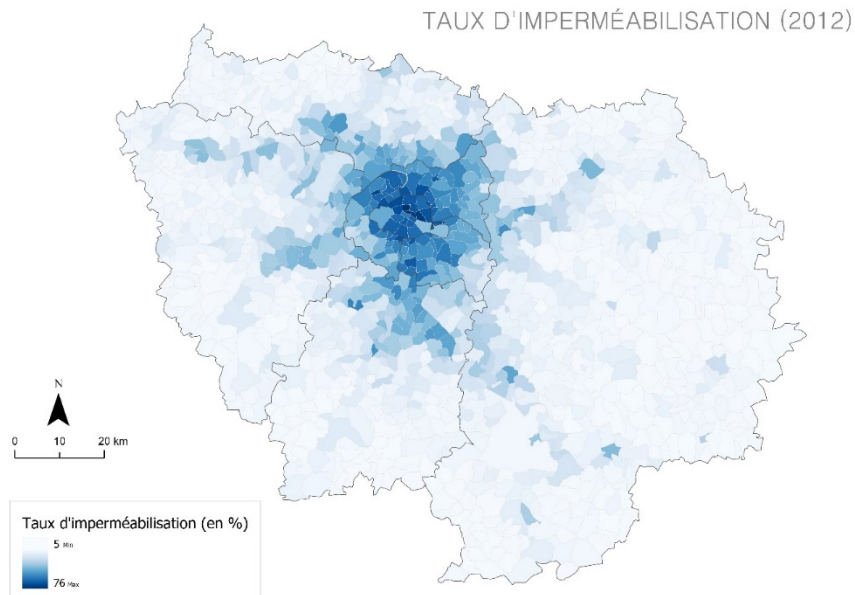 TAUX D'IMPERMÉABILISATION (2012)
N
0 10 20 km
Taux d'imperméabilisation (en %)
5 Min
76 Max